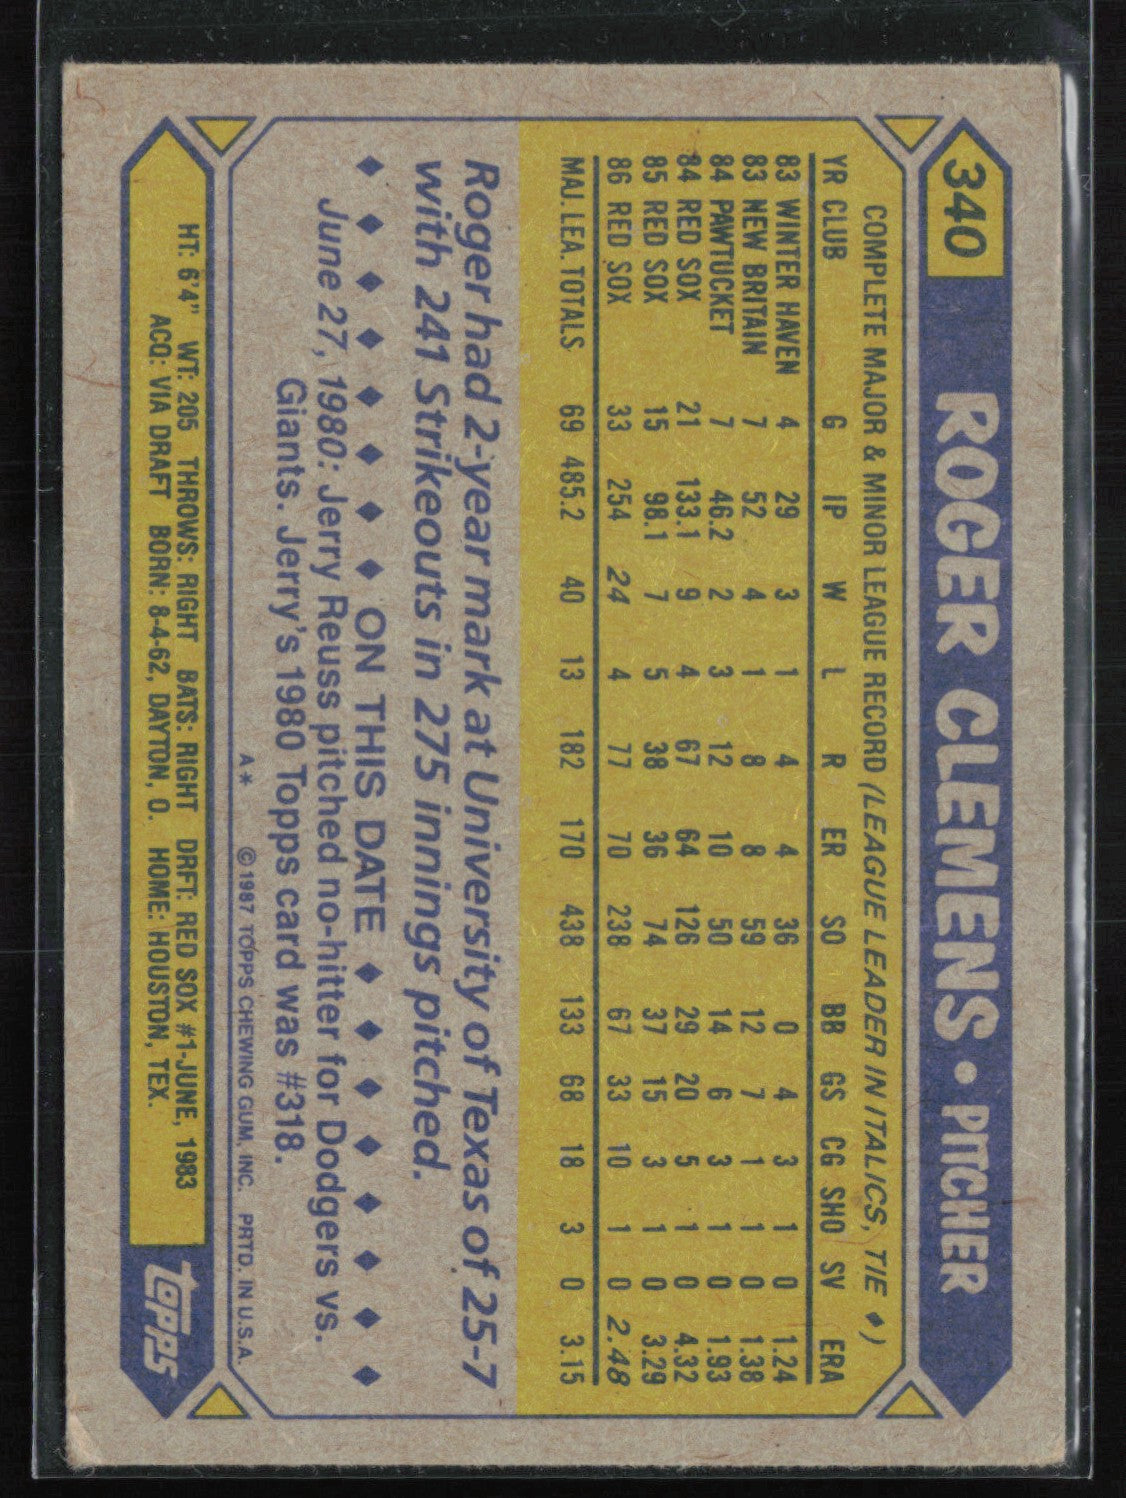 340 ROGER CLEMENS • PITCHER
COMPLETE MAJOR & MINOR LEAGUE RECORD (LEAGUE LEADER IN ITALICS, TIE ♦)
YR CLUB G IP W L R ER SO BB GS CG SHO SV ERA
83 WINTER HAVEN 4 29 3 1 4 4 36 0 4 3 1 0 1.24
83 NEW BRITAIN 7 52 4 1 8 8 59 12 7 1 1 0 1.38
84 PAWTUCKET 7 46.2 2 3 12 10 50 14 6 3 1 0 1.93
84 RED SOX 21 133.1 9 4 67 64 126 29 20 5 1 0 4.32
85 RED SOX 15 98.1 7 5 38 36 74 37 15 3 1 0 3.29
86 RED SOX 33 254 24 4 77 70 238 67 33 10 1 0 2.48
MAJ. LEA. TOTALS 69 485.2 40 13 182 170 438 133 68 18 3 0 3.15
Roger had 2-year mark at University of Texas of 25-7
with 241 Strikeouts in 275 innings pitched.
♦ ♦ ♦ ♦ ♦ ♦ ♦ ♦ ON THIS DATE ♦ ♦ ♦ ♦ ♦ ♦ ♦ ♦
June 27, 1980: Jerry Reuss pitched no-hitter for Dodgers vs.
Giants. Jerry's 1980 Topps card was #318.
A* ©1987 TOPPS CHEWING GUM, INC. PRTD. IN U.S.A.
HT: 6'4" WT: 205 THROWS: RIGHT BATS: RIGHT DRFT: RED SOX #1-JUNE, 1983
ACQ: VIA DRAFT BORN: 8-4-62, DAYTON, O. HOME: HOUSTON, TEX.
topps